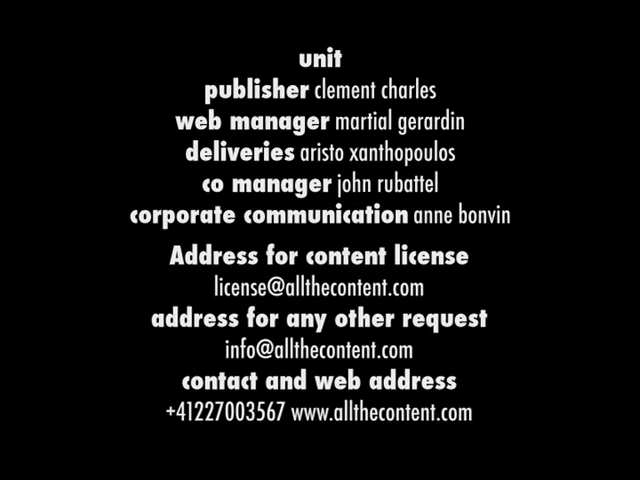 unit
publisher clement charles
web manager martial gerardin
deliveries aristo xanthopoulos
co manager john rubattel
corporate communication anne bonvin
Address for content license
license@allthecontent.com
address for any other request
info@allthecontent.com
contact and web address
+41227003567 www.allthecontent.com